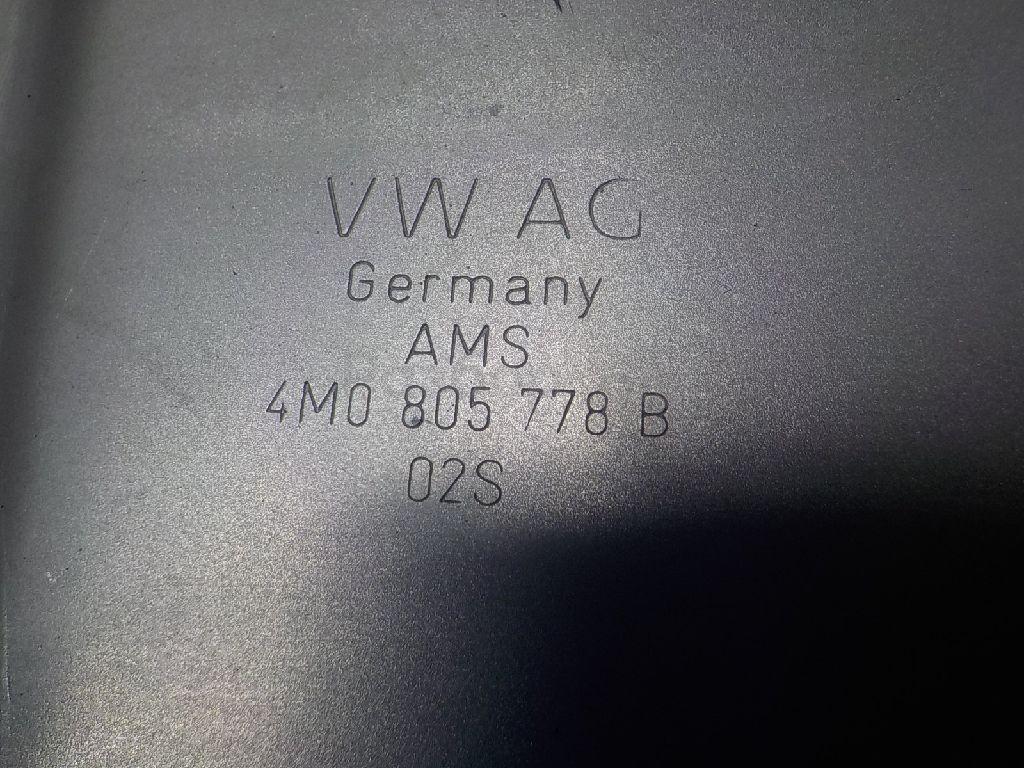 VW AG
Germany
AMS
4M0 805 778 B
02S